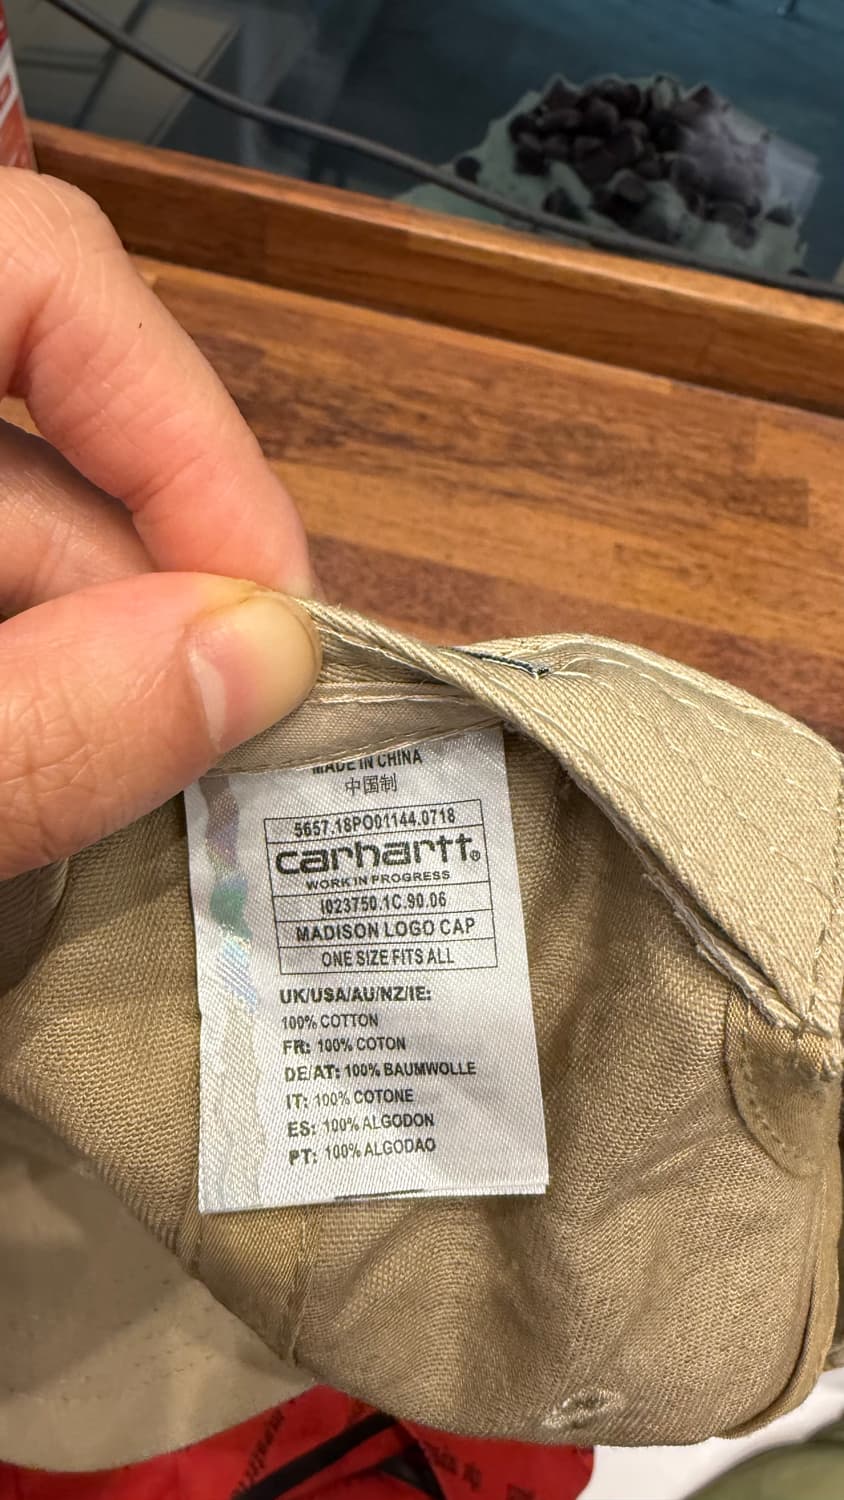 MADE IN CHINA
中国制
5657.18PO01144.0718
carhartt®
WORK IN PROGRESS
I023750.1C.90.06
MADISON LOGO CAP
ONE SIZE FITS ALL
UK/USA/AU/NZ/IE:
100% COTTON
FR: 100% COTON
DE/AT: 100% BAUMWOLLE
IT: 100% COTONE
ES: 100% ALGODON
PT: 100% ALGODAO